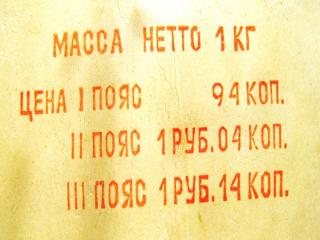 МАССА НЕТТО 1 КГ
ЦЕНА I ПОЯС 94 КОП.
II ПОЯС 1 РУБ. 04 КОП.
III ПОЯС 1 РУБ. 14 КОП.